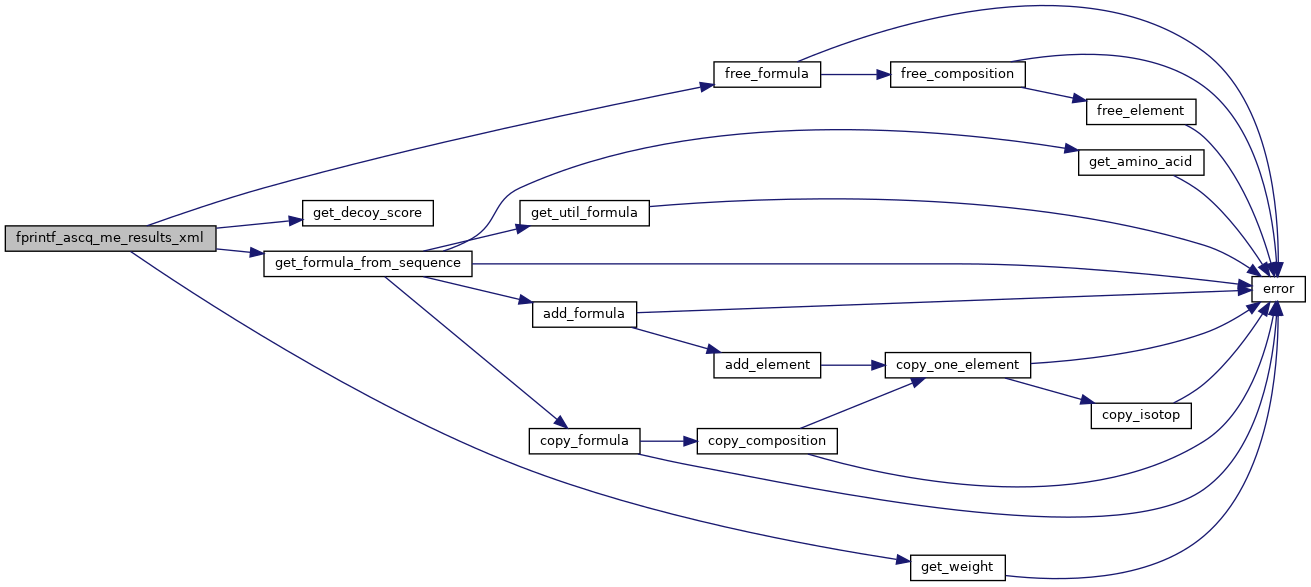 free_formula
free_composition
free_element
get_amino_acid
get_decoy_score
get_util_formula
fprintf_ascq_me_results_xml
get_formula_from_sequence
error
add_formula
add_element
copy_one_element
copy_isotop
copy_formula
copy_composition
get_weight